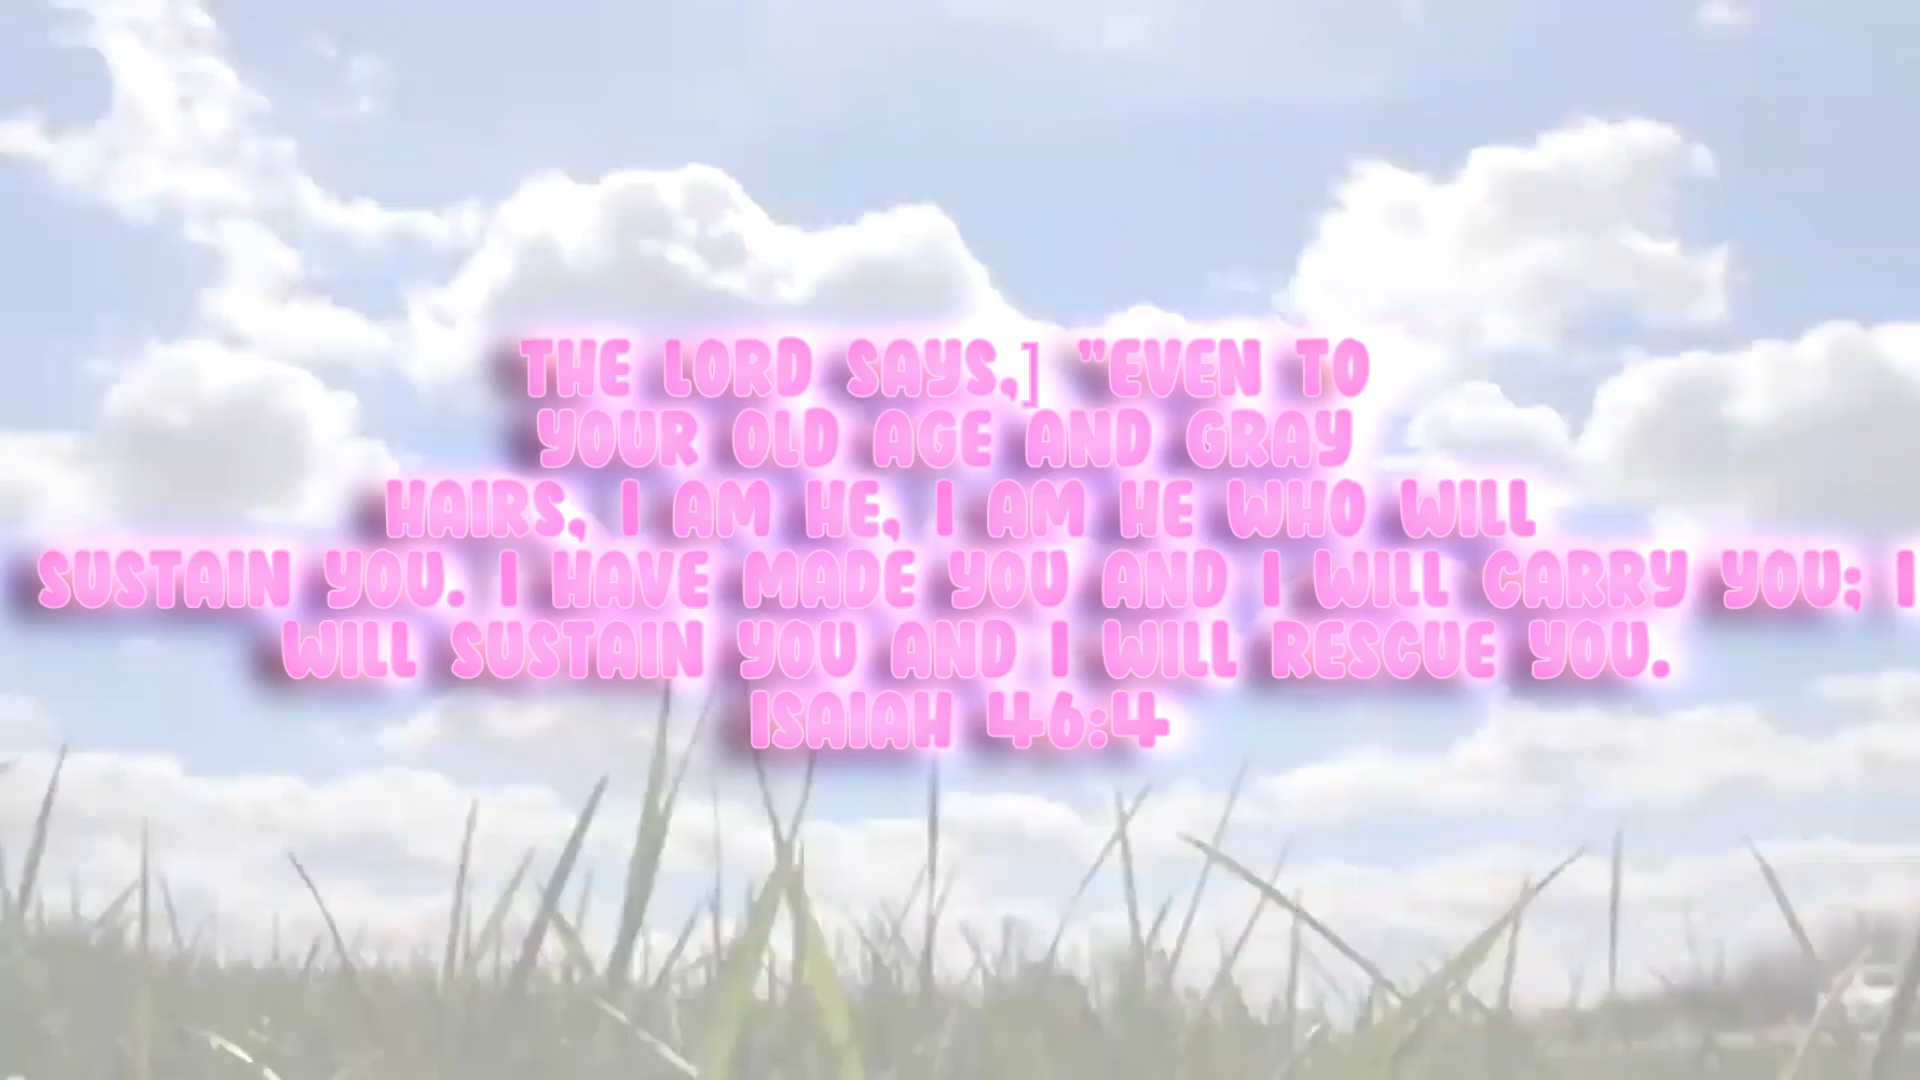 THE LORD SAYS,] "EVEN TO
YOUR OLD AGE AND GRAY
HAIRS, I AM HE, I AM HE WHO WILL
SUSTAIN YOU. I HAVE MADE YOU AND I WILL CARRY YOU; I
WILL SUSTAIN YOU AND I WILL RESCUE YOU.
ISAIAH 46:4